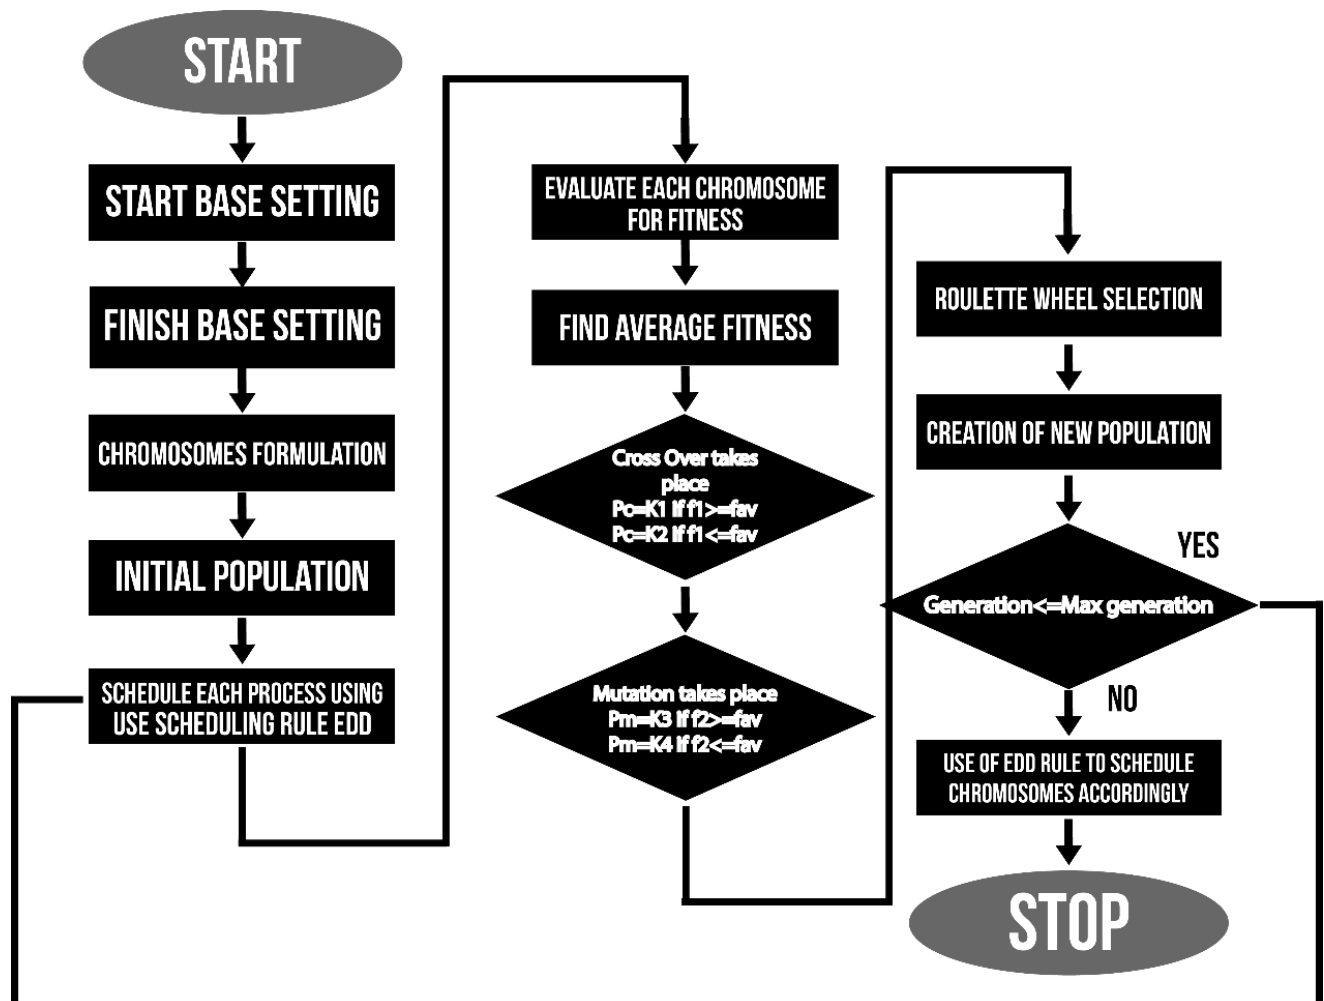 START
START BASE SETTING
FINISH BASE SETTING
CHROMOSOMES FORMULATION
INITIAL POPULATION
SCHEDULE EACH PROCESS USING
USE SCHEDULING RULE EDD
EVALUATE EACH CHROMOSOME
FOR FITNESS
FIND AVERAGE FITNESS
Cross Over takes
place
Pc=K1 If f1>=fav
Pc=K2 If f1<=fav
Mutation takes place
Pm=K3 If f2>=fav
Pm=K4 If f2<=fav
ROULETTE WHEEL SELECTION
CREATION OF NEW POPULATION
YES
Generation<=Max generation
NO
USE OF EDD RULE TO SCHEDULE
CHROMOSOMES ACCORDINGLY
STOP